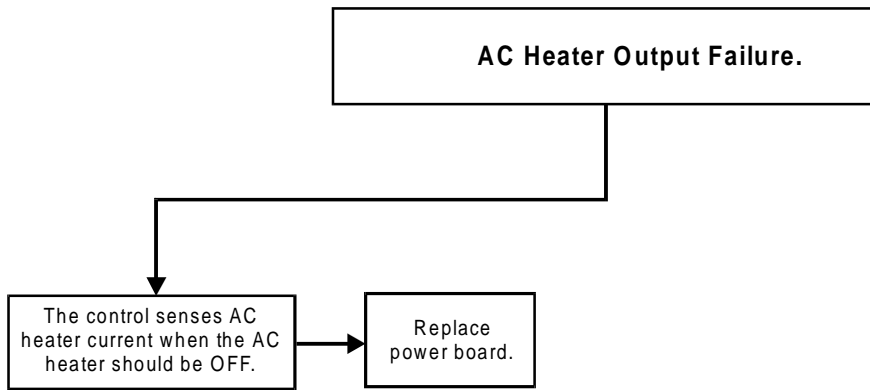 AC Heater Output Failure.
The control senses AC
heater current when the AC
heater should be OFF.
Replace
power board.